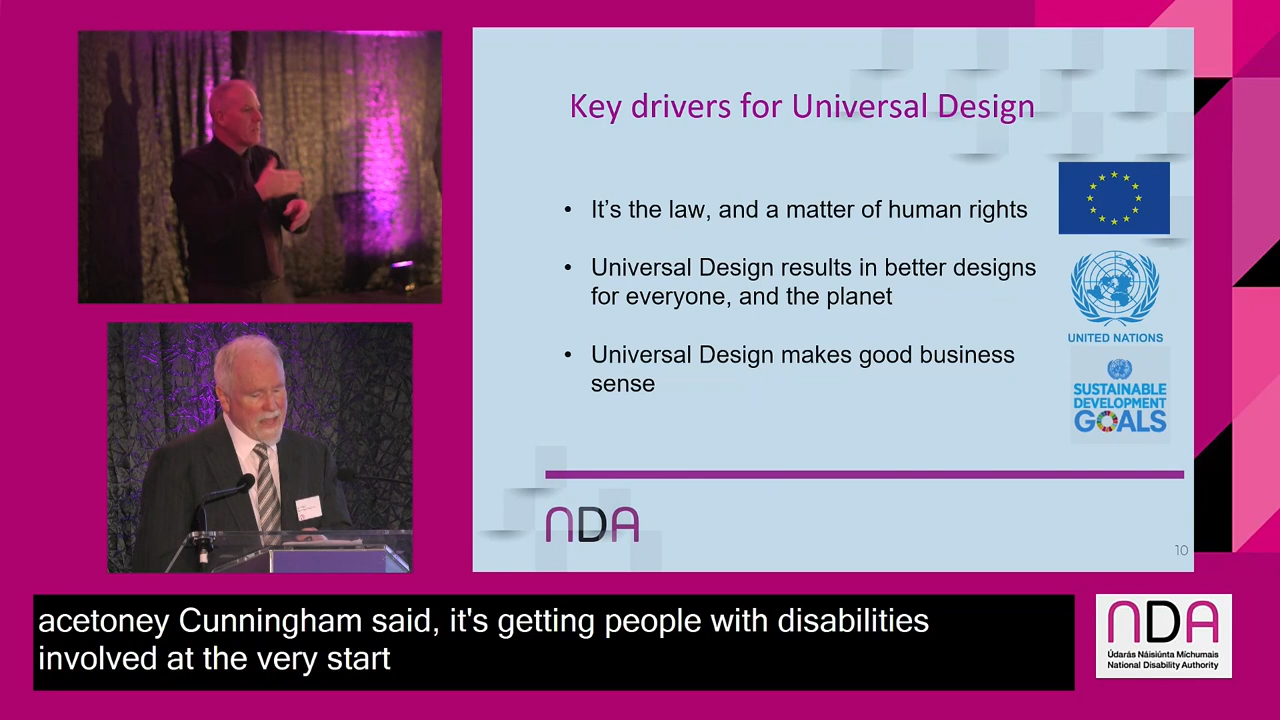 Key drivers for Universal Design
• It’s the law, and a matter of human rights
• Universal Design results in better designs
for everyone, and the planet
• Universal Design makes good business
sense
UNITED NATIONS
SUSTAINABLE
DEVELOPMENT
GOALS
NDA
10
acetoney Cunningham said, it's getting people with disabilities
involved at the very start
NDA
Údarás Náisiúnta Míchumais
National Disability Authority